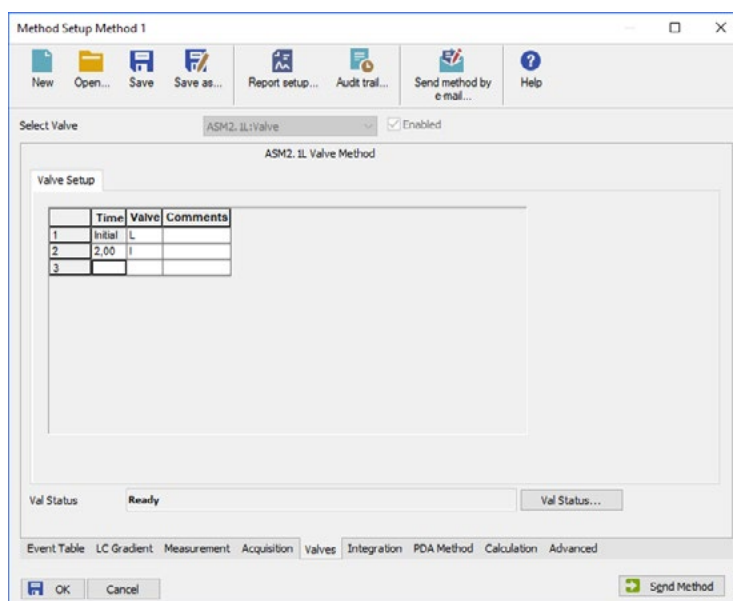 Method Setup Method 1
New Open... Save Save as... Report setup... Audit trail... Send method by e-mail... Help
Select Valve ASM2.1L:Valve Enabled
ASM2.1L Valve Method
Valve Setup
Time Valve Comments
1 Initial L
2 2,00 I
3
Val Status Ready Val Status...
Event Table LC Gradient Measurement Acquisition Valves Integration PDA Method Calculation Advanced
OK Cancel Send Method